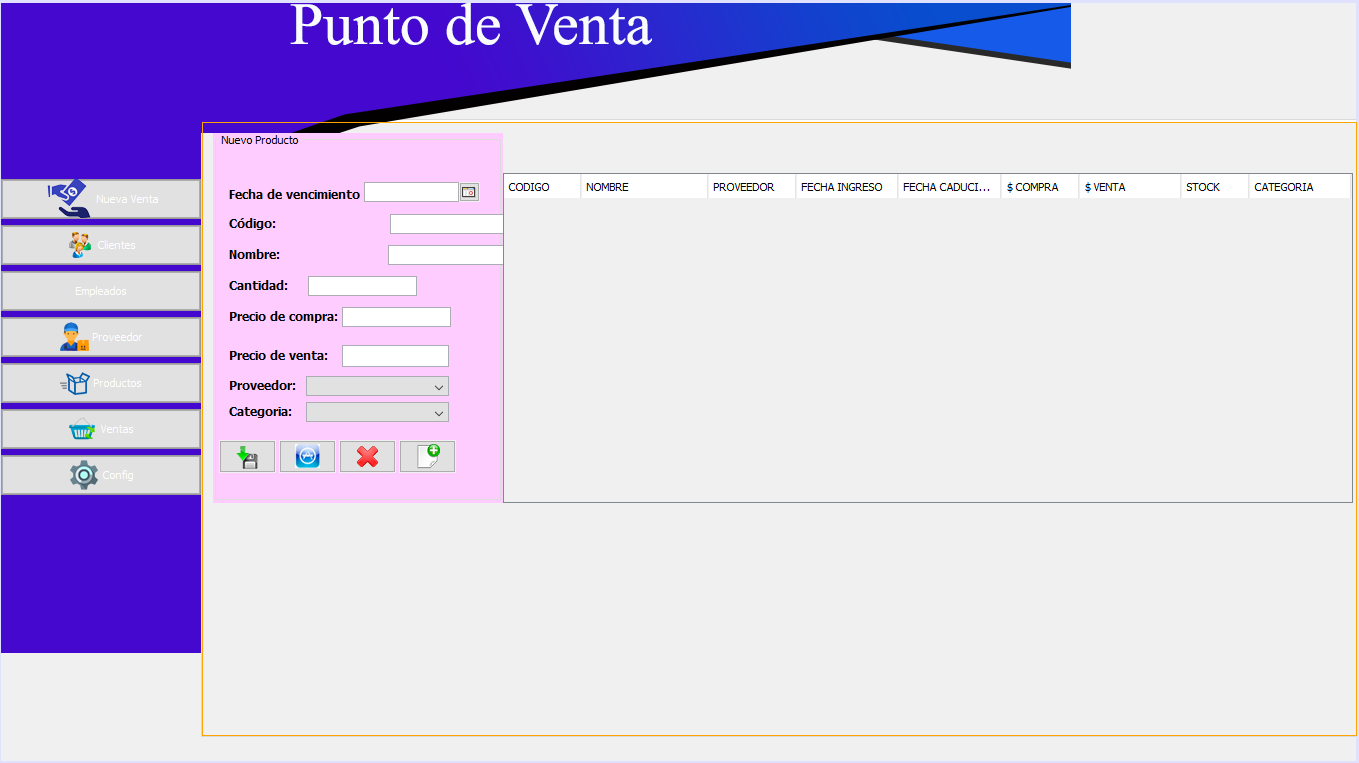 Punto de Venta
Nueva Venta
Clientes
Empleados
Proveedor
Productos
Ventas
Config
Nuevo Producto
Fecha de vencimiento
Código:
Nombre:
Cantidad:
Precio de compra:
Precio de venta:
Proveedor:
Categoria:
CODIGO NOMBRE PROVEEDOR FECHA INGRESO FECHA CADUCI... $ COMPRA $ VENTA STOCK CATEGORIA